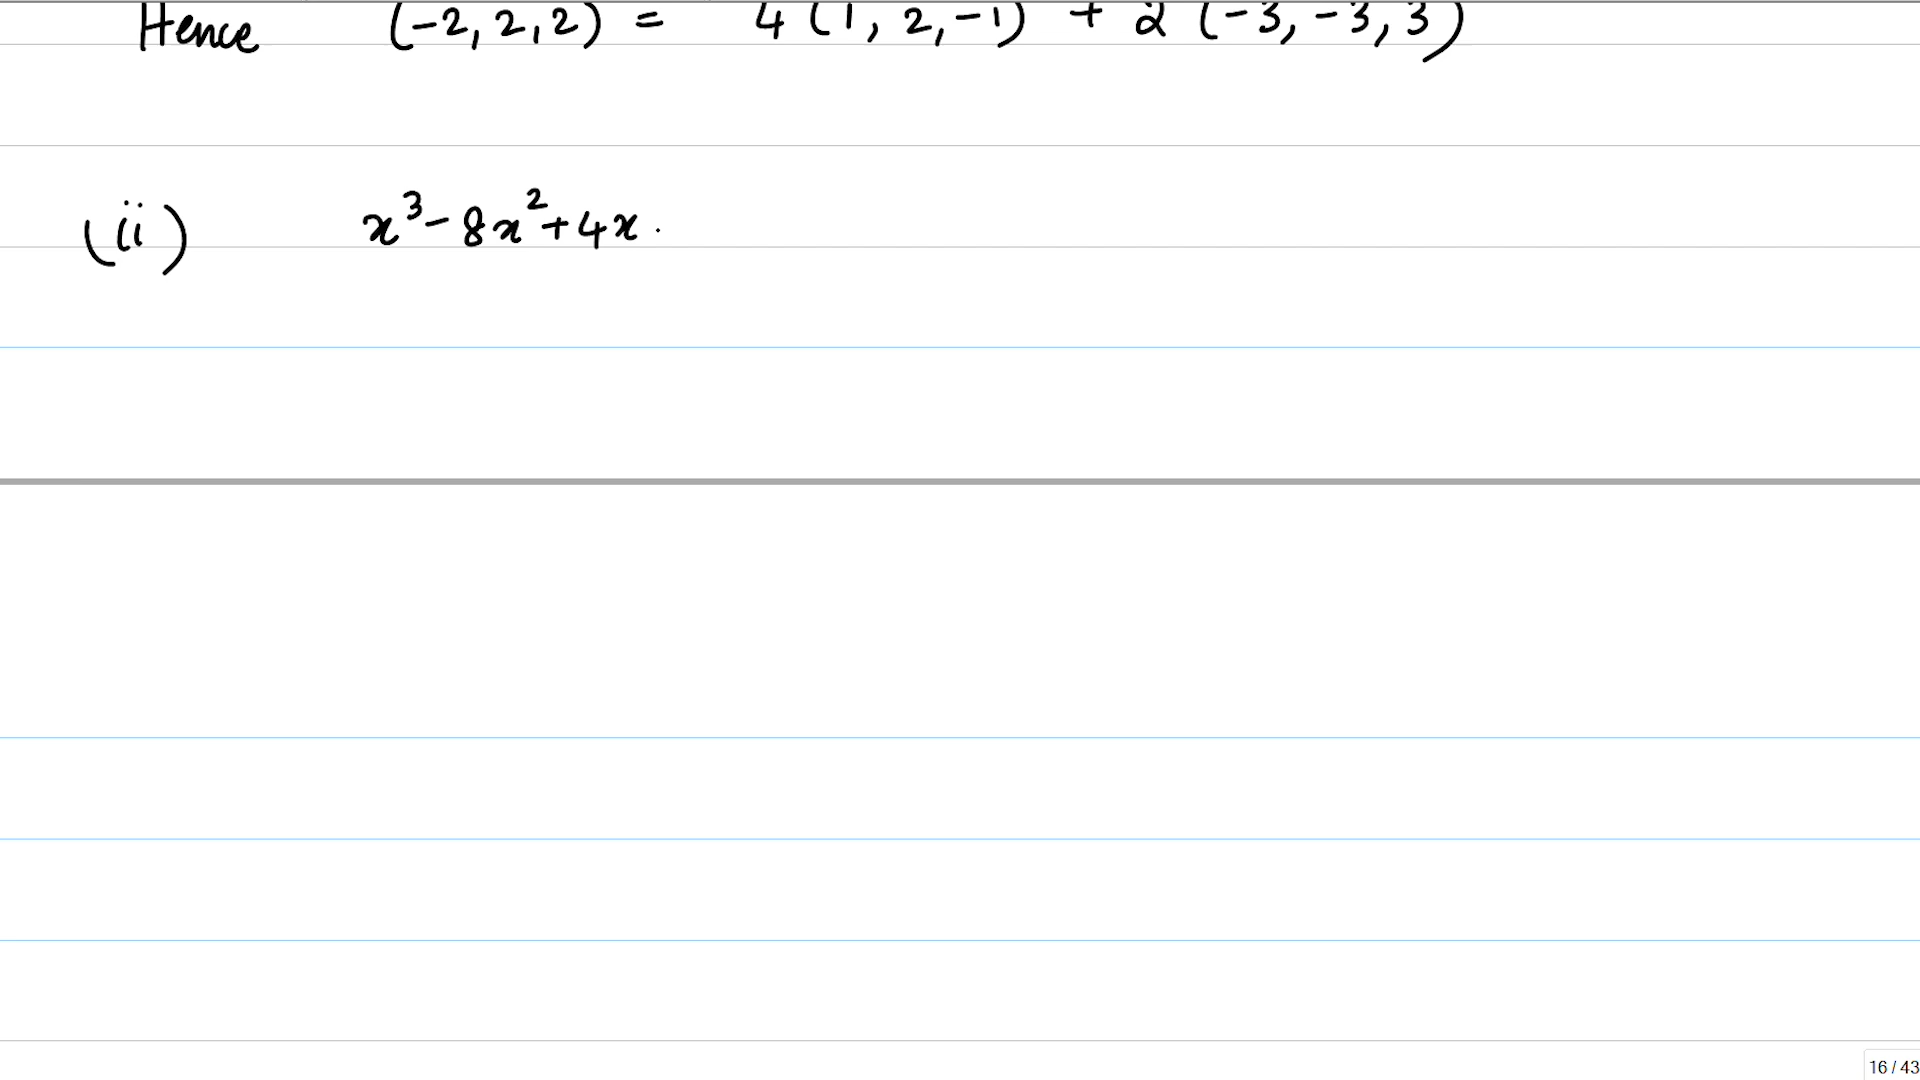 Hence (-2, 2, 2) = 4 (1, 2, -1) + 2 (-3, -3, 3)
(ii) x³-8x²+4x.
16 / 43